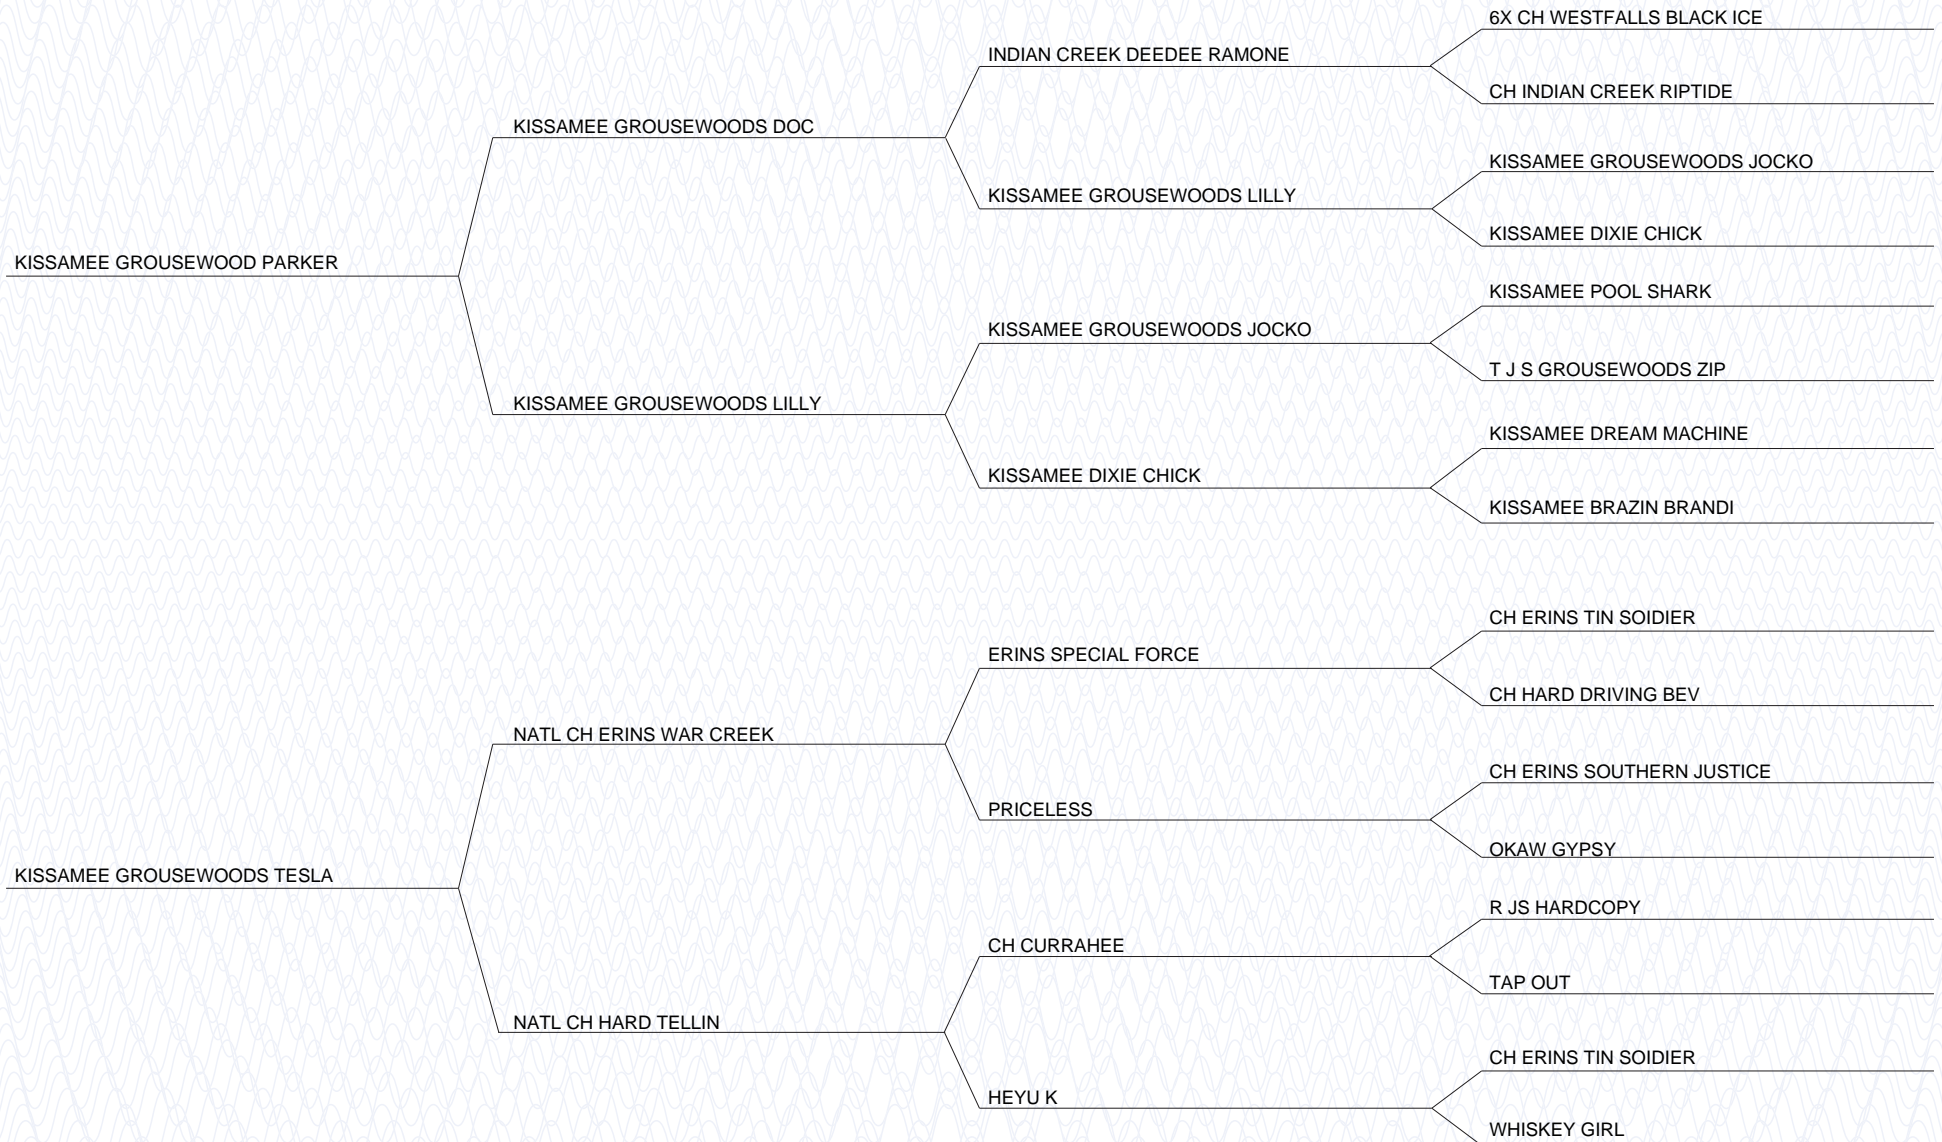 6X CH WESTFALLS BLACK ICE
INDIAN CREEK DEEDEE RAMONE
CH INDIAN CREEK RIPTIDE
KISSAMEE GROUSEWOODS DOC
KISSAMEE GROUSEWOODS JOCKO
KISSAMEE GROUSEWOODS LILLY
KISSAMEE DIXIE CHICK
KISSAMEE GROUSEWOOD PARKER
KISSAMEE POOL SHARK
KISSAMEE GROUSEWOODS JOCKO
T J S GROUSEWOODS ZIP
KISSAMEE GROUSEWOODS LILLY
KISSAMEE DREAM MACHINE
KISSAMEE DIXIE CHICK
KISSAMEE BRAZIN BRANDI
CH ERINS TIN SOIDIER
ERINS SPECIAL FORCE
CH HARD DRIVING BEV
NATL CH ERINS WAR CREEK
CH ERINS SOUTHERN JUSTICE
PRICELESS
OKAW GYPSY
KISSAMEE GROUSEWOODS TESLA
R JS HARDCOPY
CH CURRAHEE
TAP OUT
NATL CH HARD TELLIN
CH ERINS TIN SOIDIER
HEYU K
WHISKEY GIRL